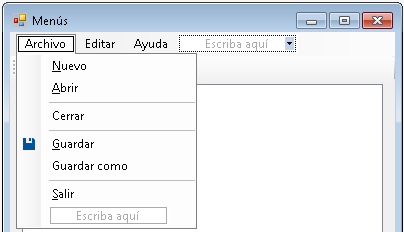 Menús
Archivo Editar Ayuda Escriba aquí
Nuevo
Abrir
Cerrar
Guardar
Guardar como
Salir
Escriba aquí